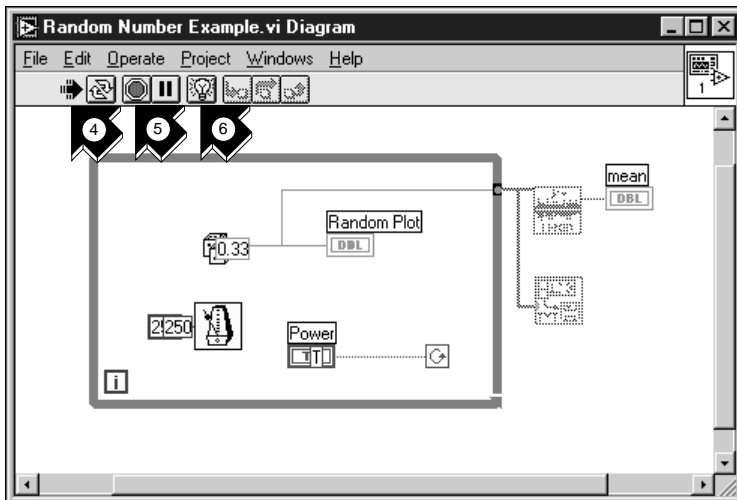 Random Number Example.vi Diagram
File Edit Operate Project Windows Help
1
4 5 6
mean
DBL
Random Plot
0.33
DBL
250
Power
T
i